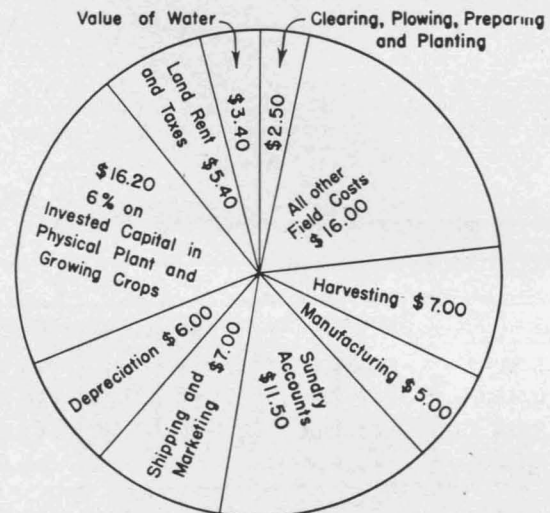 Value of Water
Clearing, Plowing, Preparing
and Planting
$3.40
$2.50
Land Rent
and Taxes
$5.40
All other
Field Costs
$16.00
$16.20
6% on
Invested Capital in
Physical Plant and
Growing Crops
Harvesting $7.00
Manufacturing $5.00
Sundry
Accounts
$11.50
Shipping and
Marketing
$7.00
Depreciation $6.00